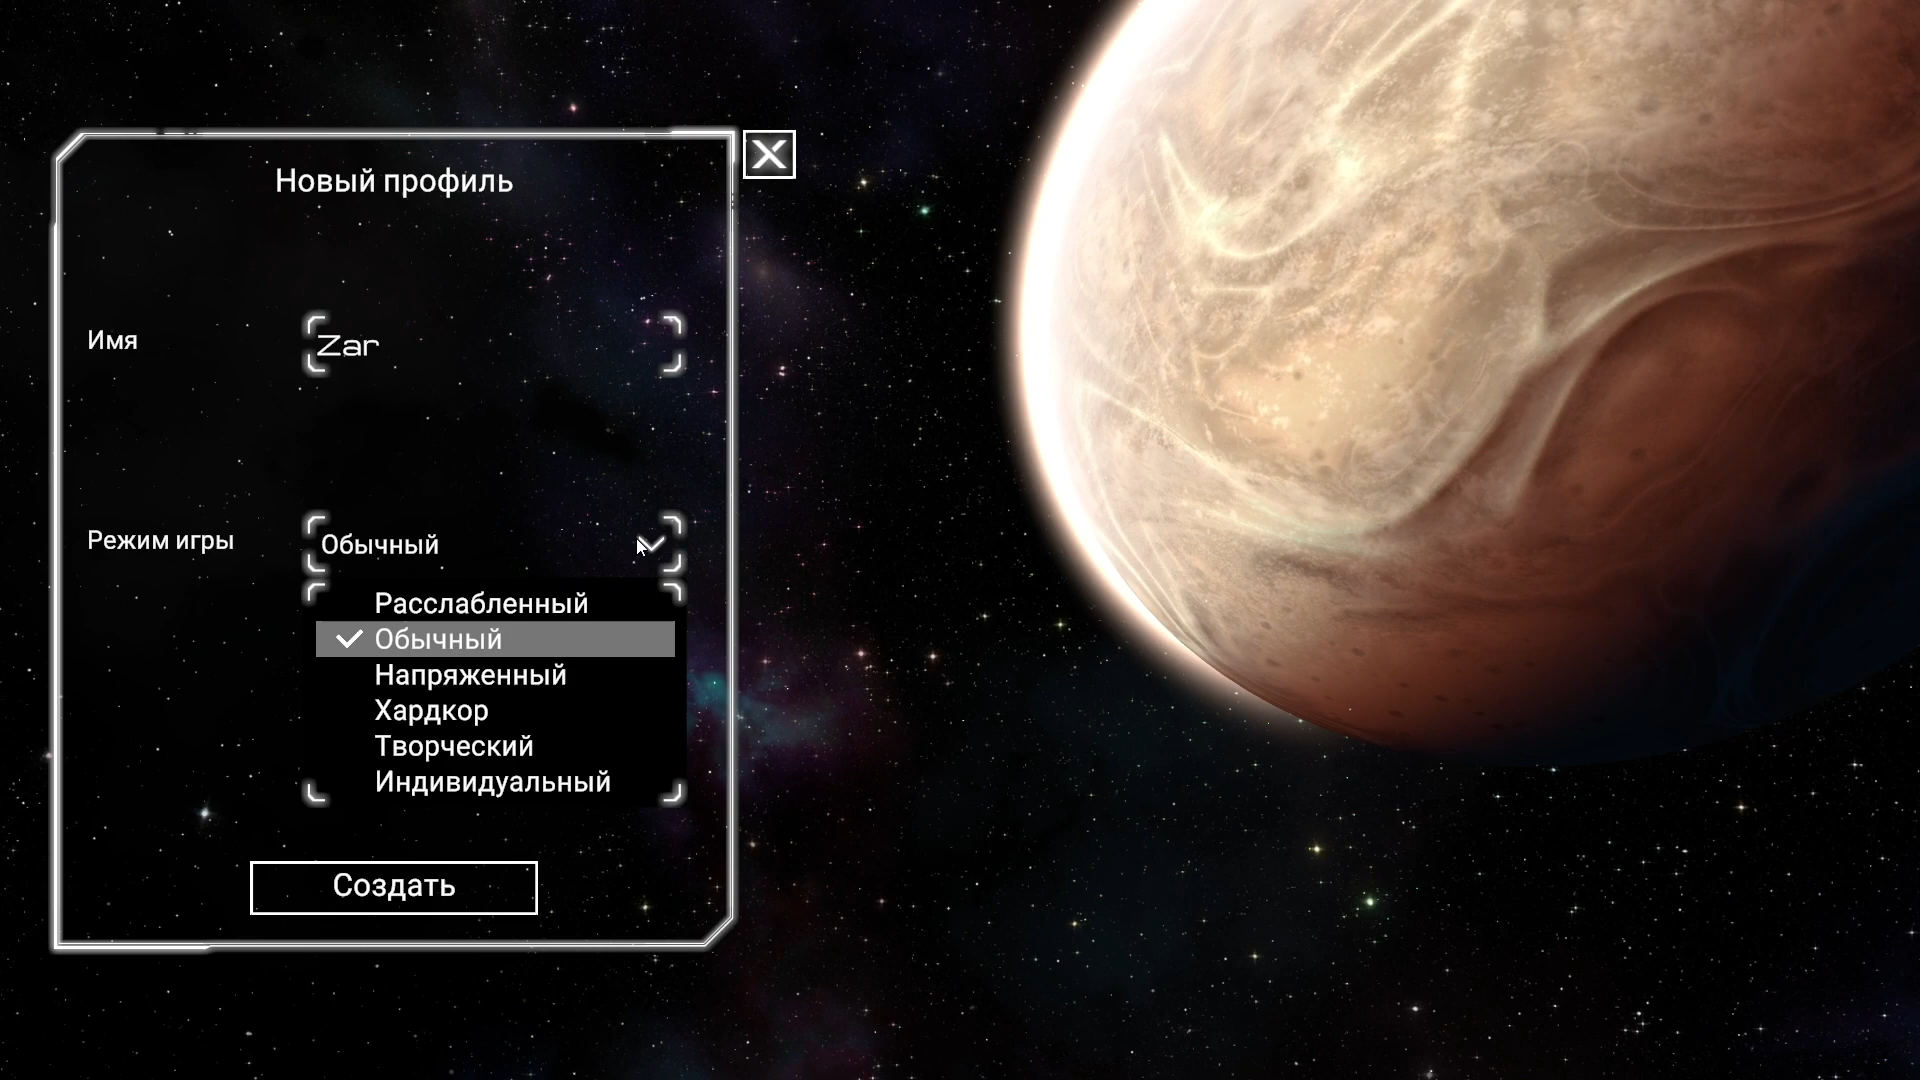 Новый профиль
Имя
Zar
Режим игры
Обычный
Расслабленный
Обычный
Напряженный
Хардкор
Творческий
Индивидуальный
Создать